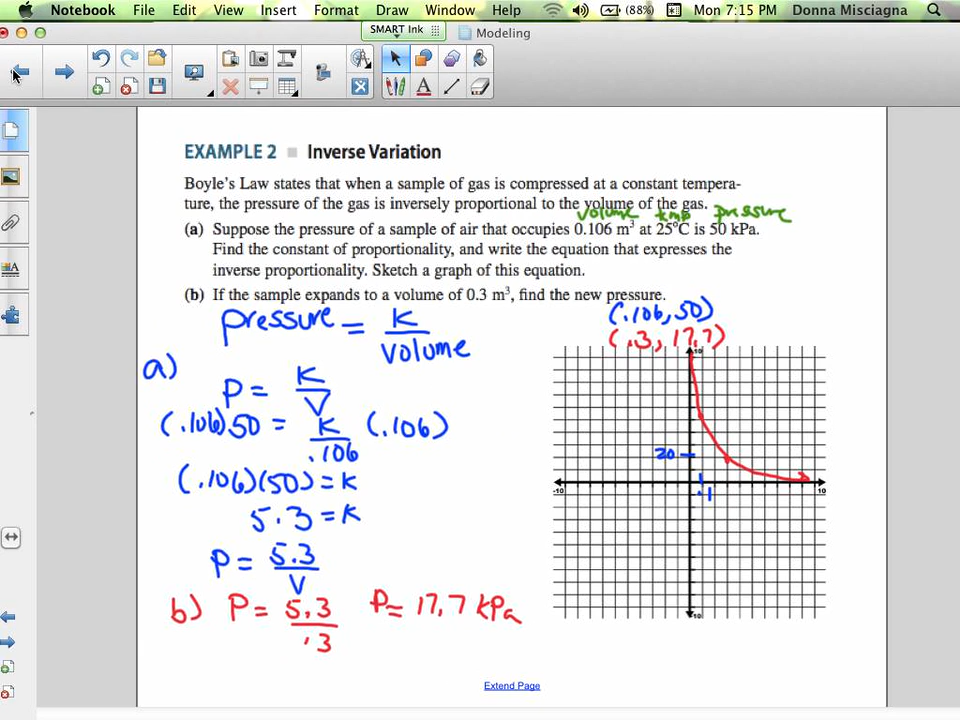 Notebook File Edit View Insert Format Draw Window Help (88%) Mon 7:15 PM Donna Misciagna
SMART Ink Modeling
EXAMPLE 2 ■ Inverse Variation
Boyle's Law states that when a sample of gas is compressed at a constant tempera-
ture, the pressure of the gas is inversely proportional to the volume of the gas.
volume temp pressure
(a) Suppose the pressure of a sample of air that occupies 0.106 m³ at 25°C is 50 kPa.
Find the constant of proportionality, and write the equation that expresses the
inverse proportionality. Sketch a graph of this equation.
(b) If the sample expands to a volume of 0.3 m³, find the new pressure.
pressure = K/volume
(.106, 50)
(.3, 17.7)
a)
P = K/V
(.106)50 = K/.106 (.106)
(.106)(50) = K
5.3 = K
P = 5.3/V
b) P = 5.3/.3 P = 17.7 kPa
10
20
-10 10
.1
-10
Extend Page